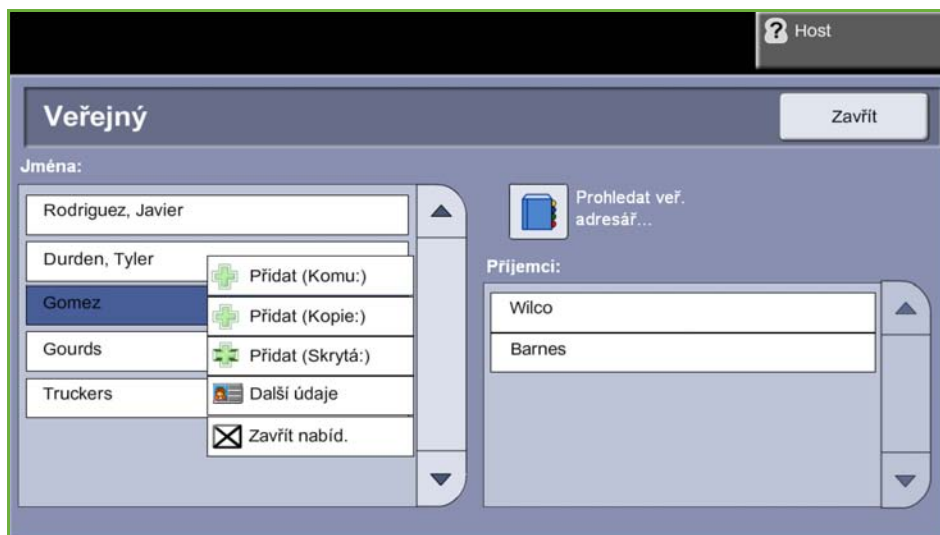 Host
Veřejný
Zavřít
Jména:
Rodriguez, Javier
Durden, Tyler
Gomez
Gourds
Truckers
Přidat (Komu:)
Přidat (Kopie:)
Přidat (Skrytá:)
Další údaje
Zavřít nabíd.
Prohledat veř.
adresář...
Příjemci:
Wilco
Barnes